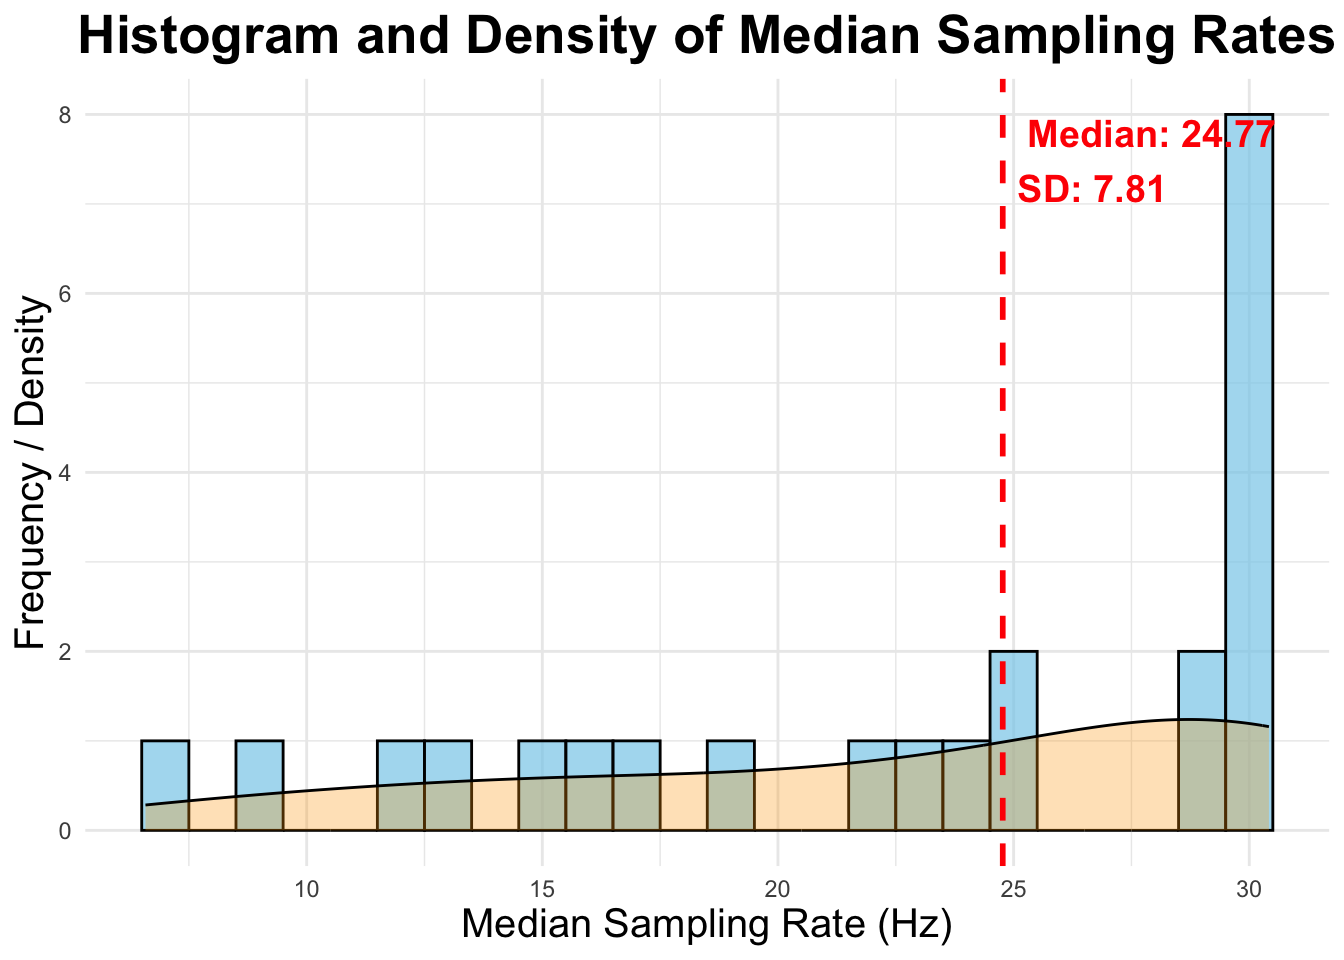 Histogram and Density of Median Sampling Rates
8
Median: 24.77
SD: 7.81
6
Frequency / Density
4
2
0
10 15 20 25 30
Median Sampling Rate (Hz)